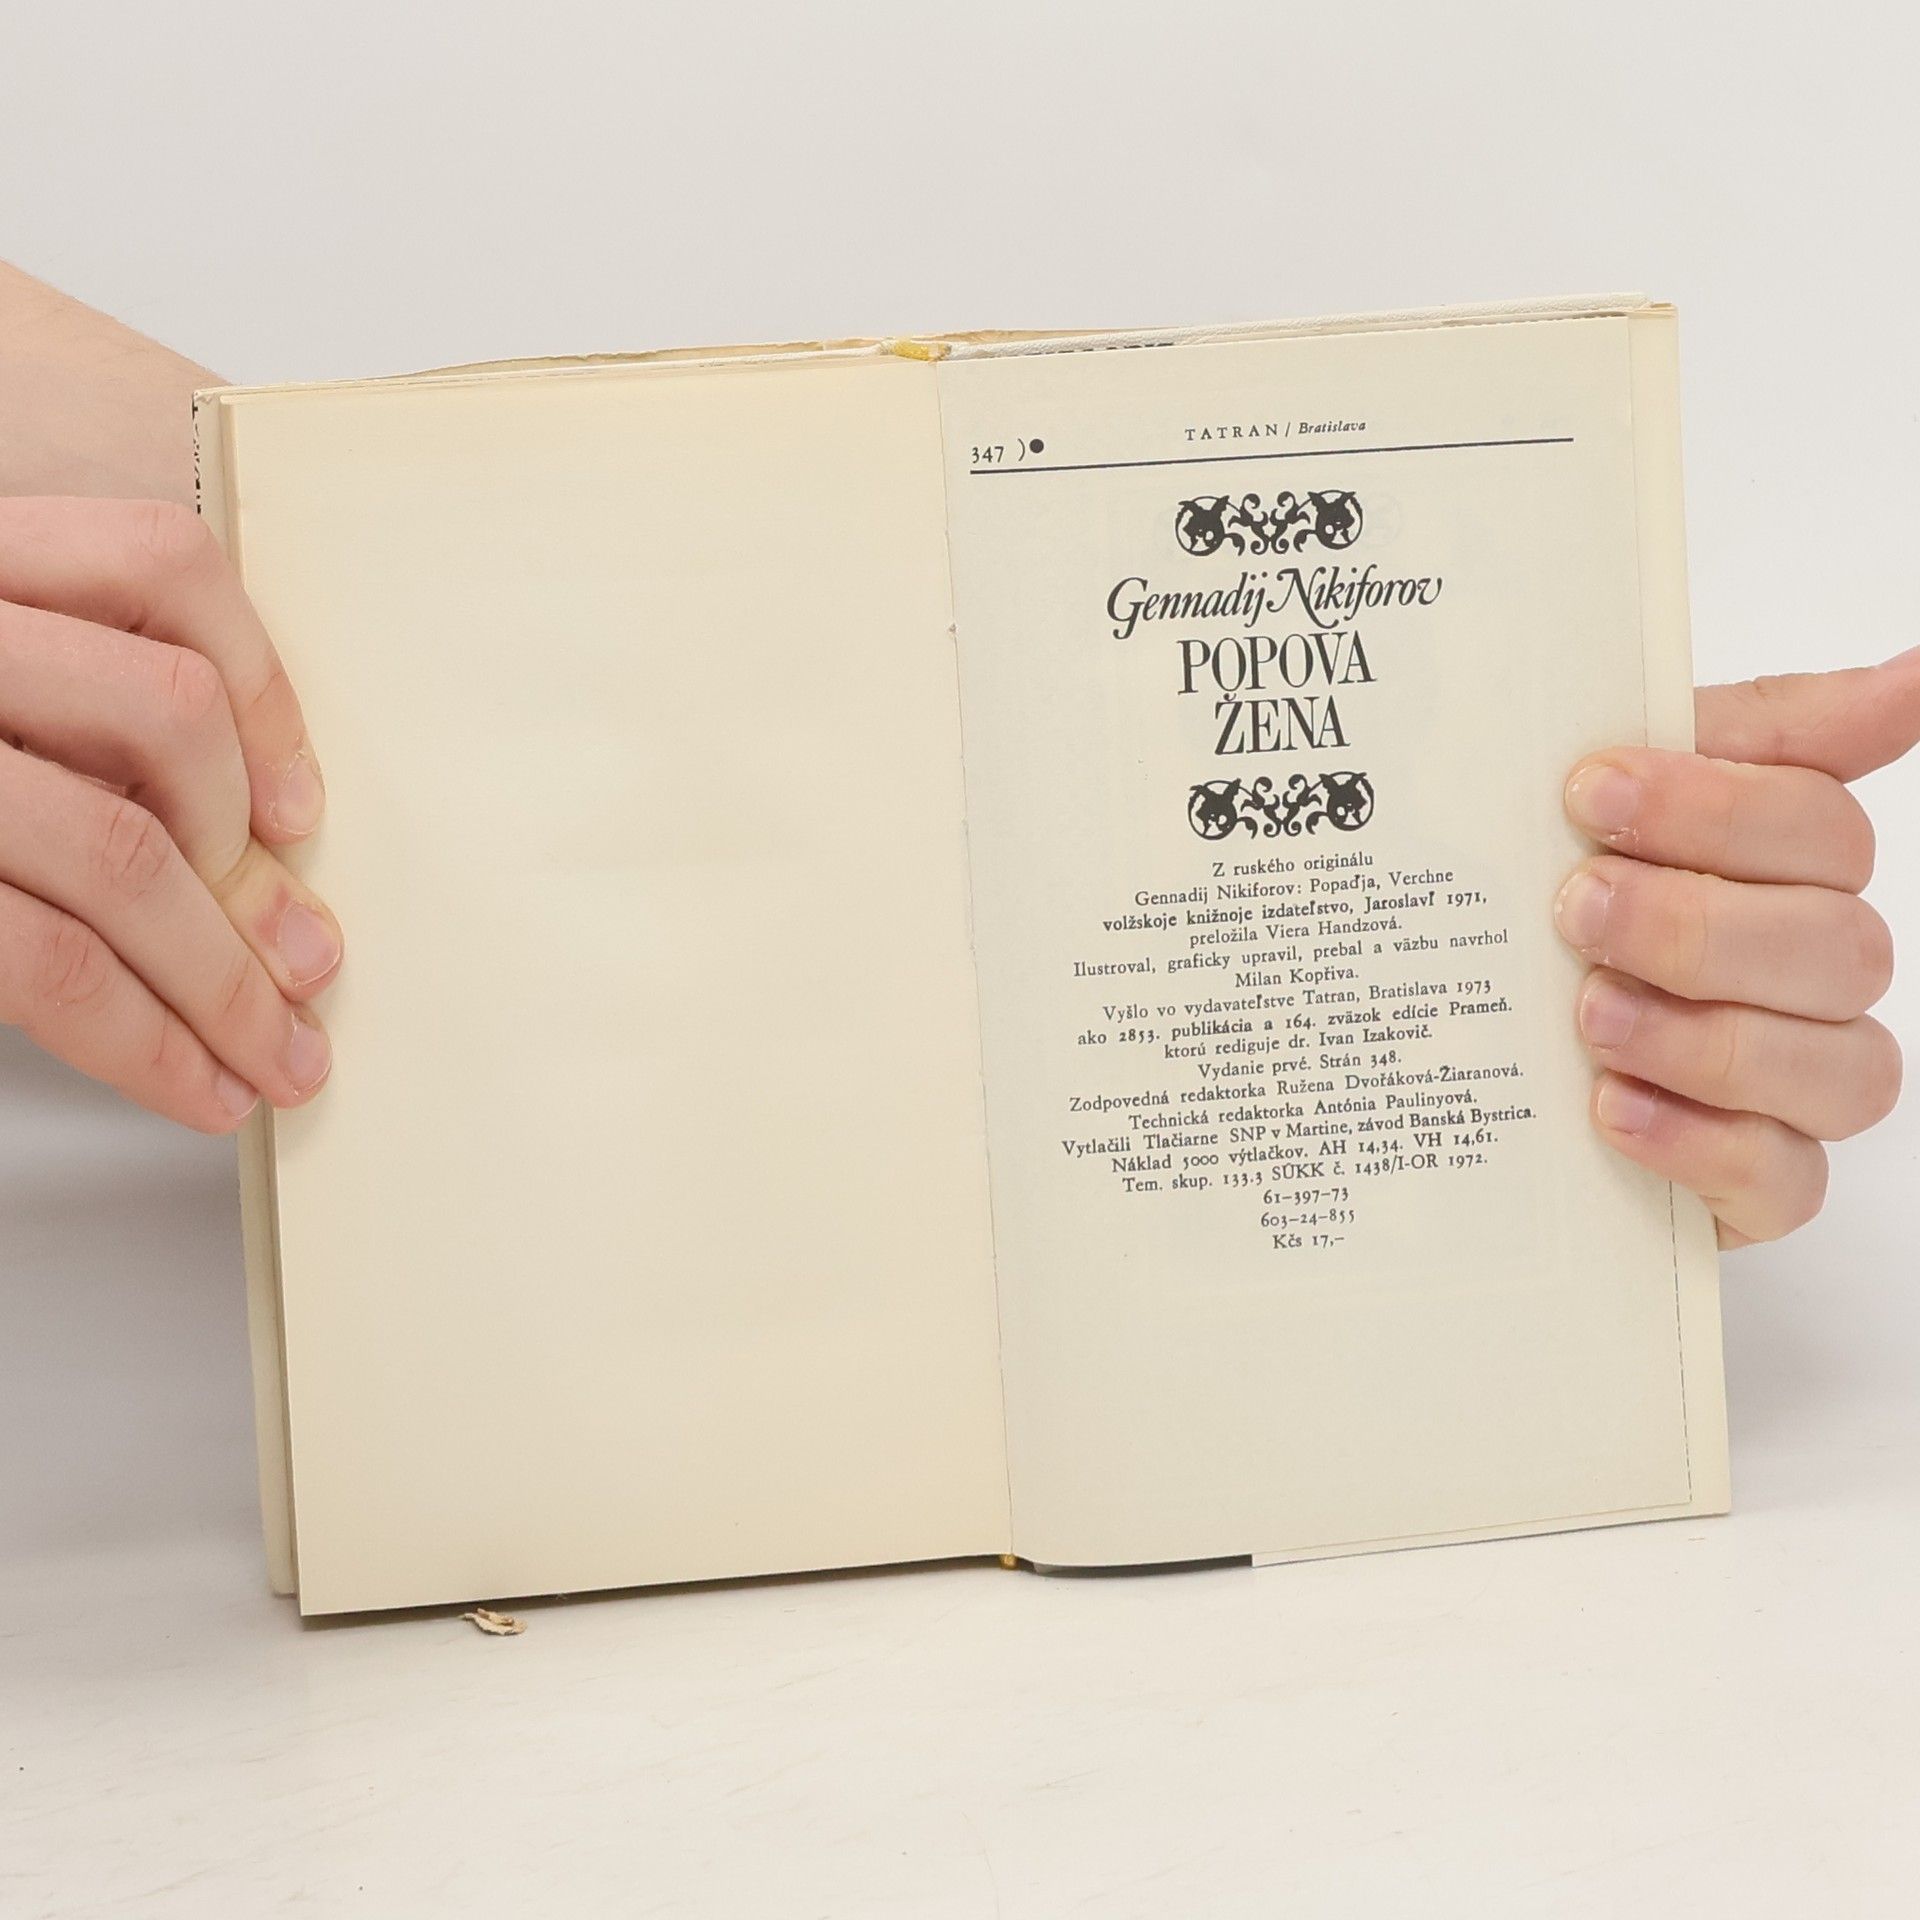 347 )●
TATRAN / Bratislava
Gennadij Nikiforov
POPOVA
ŽENA
Z ruského originálu
Gennadij Nikiforov: Popaďja, Verchne
volžskoje knižnoje izdateľstvo, Jaroslavľ 1971,
preložila Viera Handzová.
Ilustroval, graficky upravil, prebal a väzbu navrhol
Milan Kopřiva.
Vyšlo vo vydavateľstve Tatran, Bratislava 1973
ako 2853. publikácia a 164. zväzok edície Prameň.
ktorú rediguje dr. Ivan Izakovič.
Vydanie prvé. Strán 348.
Zodpovedná redaktorka Ružena Dvořáková-Žiaranová.
Technická redaktorka Antónia Paulinyová.
Vytlačili Tlačiarne SNP v Martine, závod Banská Bystrica.
Náklad 5000 výtlačkov. AH 14,34. VH 14,61.
Tem. skup. 133.3 SÚKK č. 1438/I-OR 1972.
61–397–73
603–24–855
Kčs 17,–